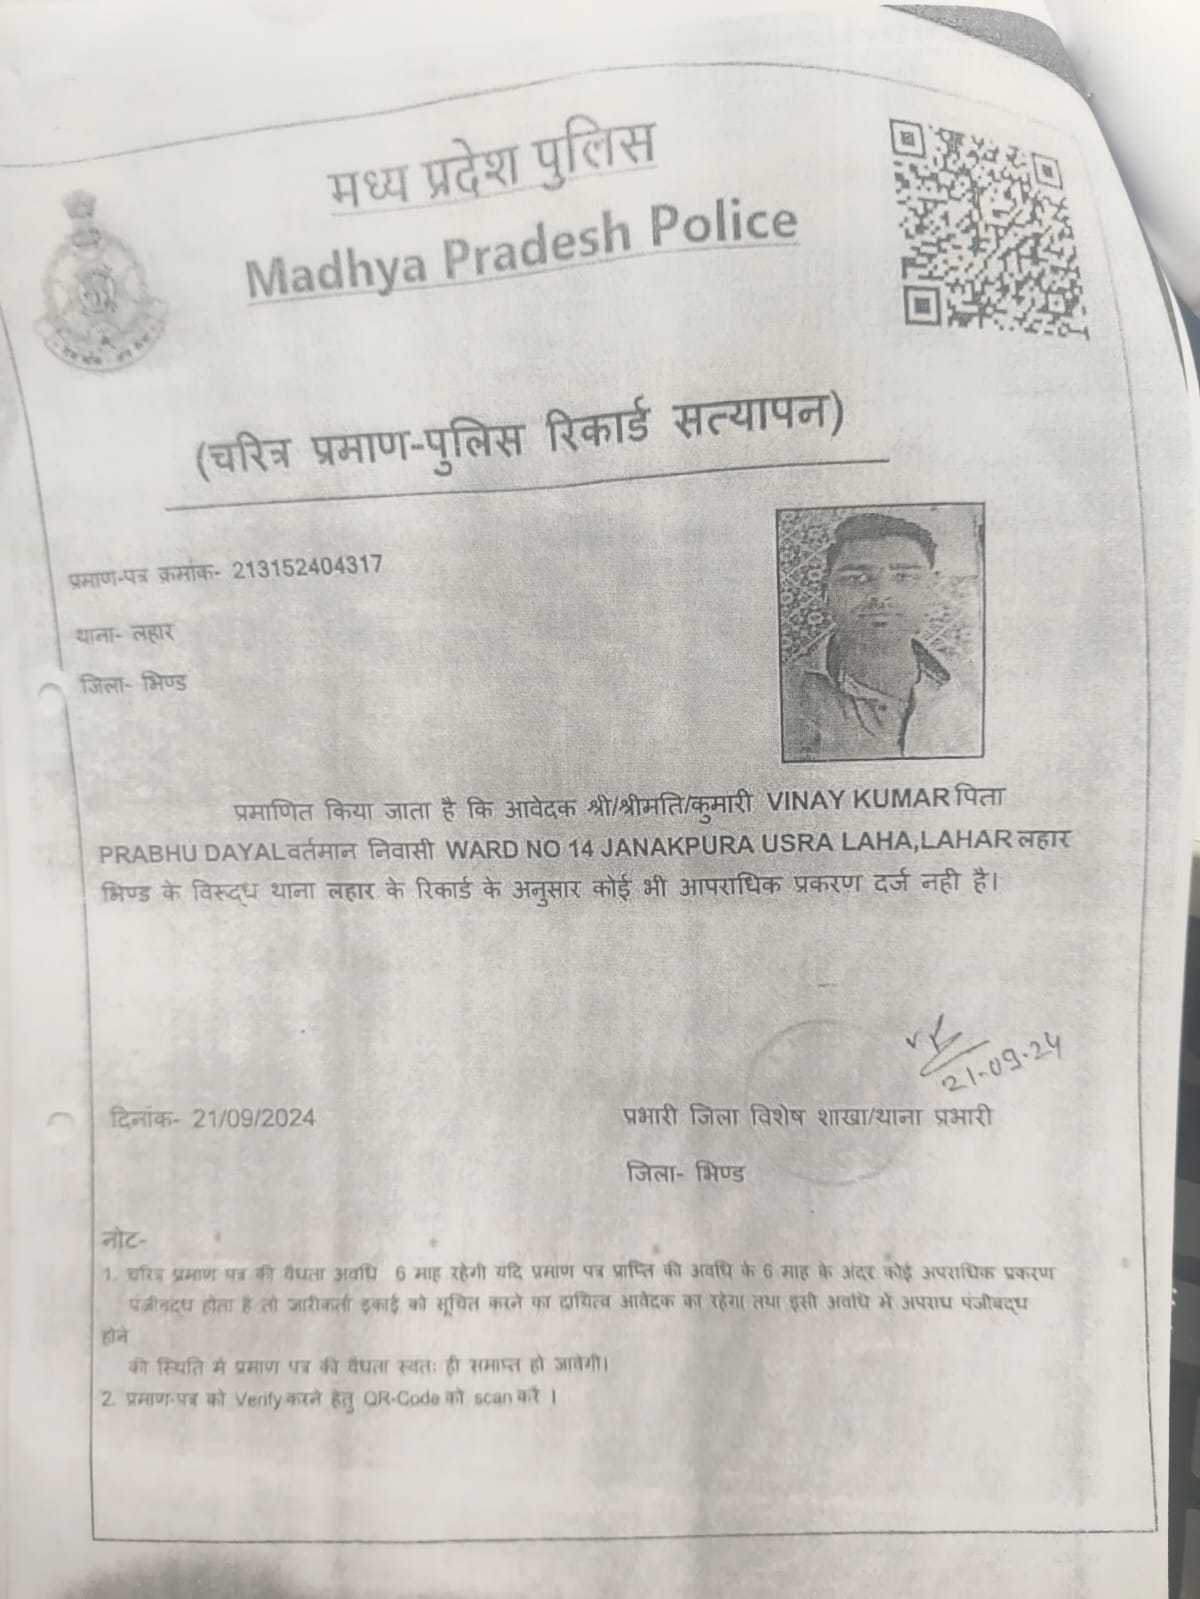 मध्य प्रदेश पुलिस
Madhya Pradesh Police
(चरित्र प्रमाण-पुलिस रिकार्ड सत्यापन)
प्रमाण-पत्र क्रमांक- 213152404317
थाना- लहार
जिला- भिण्ड
प्रमाणित किया जाता है कि आवेदक श्री/श्रीमति/कुमारी VINAY KUMAR पिता
PRABHU DAYAL वर्तमान निवासी WARD NO 14 JANAKPURA USRA LAHA,LAHAR लहार
भिण्ड के विरुद्ध थाना लहार के रिकार्ड के अनुसार कोई भी आपराधिक प्रकरण दर्ज नही है।
21-09-24
दिनांक- 21/09/2024
प्रभारी जिला विशेष शाखा/थाना प्रभारी
जिला- भिण्ड
नोट-
1. चरित्र प्रमाण पत्र की वैधता अवधि 6 माह रहेगी यदि प्रमाण पत्र प्राप्ति की अवधि के 6 माह के अंदर कोई अपराधिक प्रकरण
पंजीबद्ध होता है तो जारीकर्ता इकाई को सूचित करने का दायित्व आवेदक का रहेगा तथा इसी अवधि में अपराध पंजीबद्ध
होने
की स्थिति में प्रमाण पत्र की वैधता स्वतः ही समाप्त हो जावेगी।
2. प्रमाण-पत्र को Verify करने हेतु QR-Code को scan करें ।